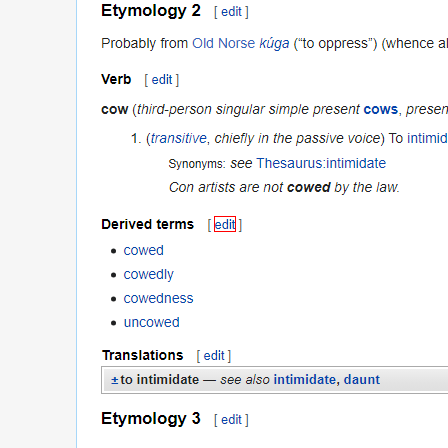 Etymology 2 [ edit ]
Probably from Old Norse kúga (“to oppress”) (whence
Verb [ edit ]
cow (third-person singular simple present cows,
1. (transitive, chiefly in the passive voice) To
Synonyms: see Thesaurus:intimidate
Con artists are not cowed by the law.
Derived terms [ edit ]
• cowed
• cowedly
• cowedness
• uncowed
Translations [ edit ]
±to intimidate — see also intimidate, daunt
Etymology 3 [ edit ]